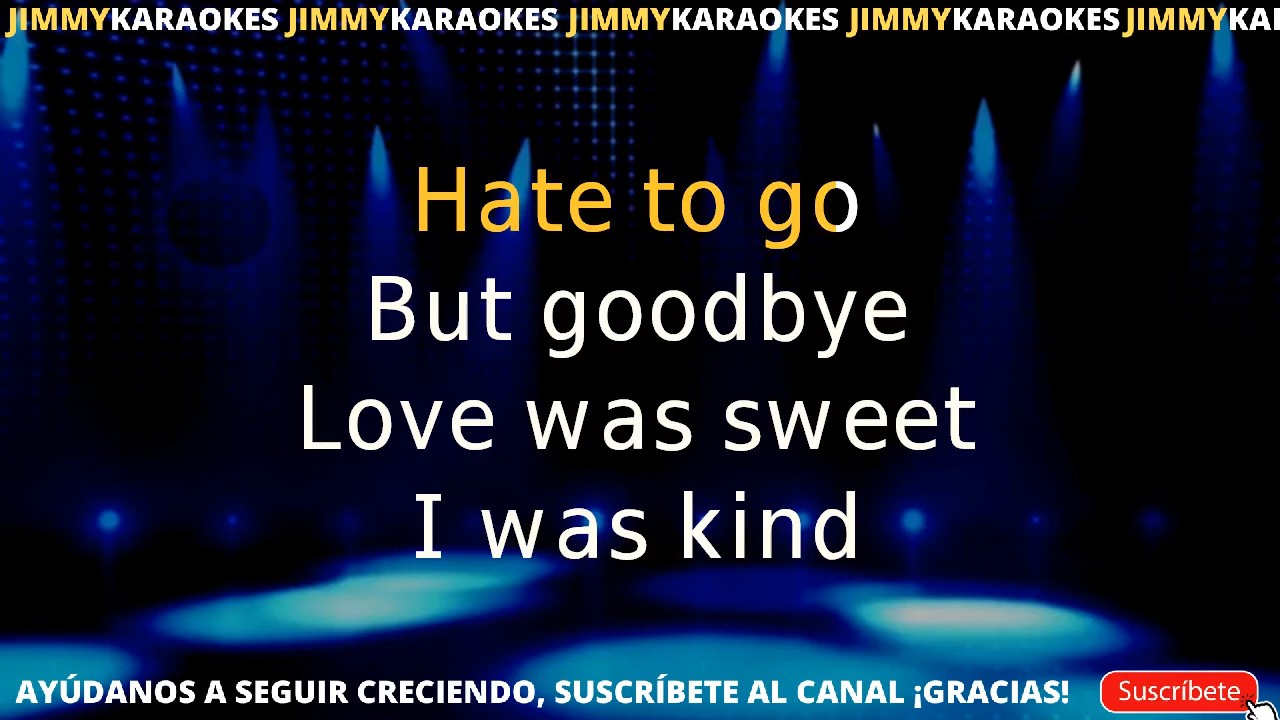 JIMMYKARAOKES JIMMYKARAOKES JIMMYKARAOKES JIMMYKARAOKES JIMMYKA
Hate to go
But goodbye
Love was sweet
I was kind
AYÚDANOS A SEGUIR CRECIENDO, SUSCRÍBETE AL CANAL ¡GRACIAS! Suscríbete